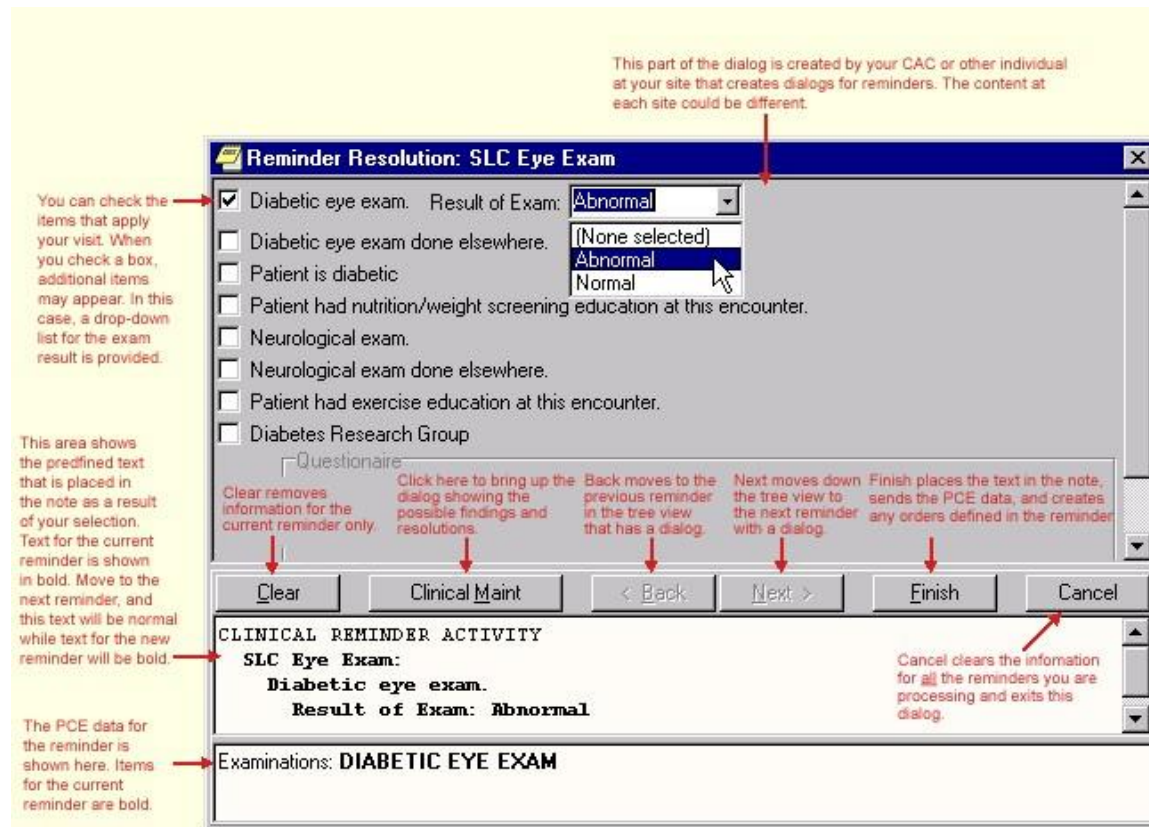 This part of the dialog is created by your CAC or other individual
at your site that creates dialogs for reminders. The content at
each site could be different.
Reminder Resolution: SLC Eye Exam
You can check the
items that apply
your visit. When
you check a box,
additional items
may appear. In this
case, a drop-down
list for the exam
result is provided.
Diabetic eye exam. Result of Exam: Abnormal
(None selected)
Abnormal
Normal
Diabetic eye exam done elsewhere.
Patient is diabetic
Patient had nutrition/weight screening education at this encounter.
Neurological exam.
Neurological exam done elsewhere.
Patient had exercise education at this encounter.
Diabetes Research Group
Questionaire
Clear removes
information for the
current reminder only.
Click here to bring up the
dialog showing the
possible findings and
resolutions.
Back moves to the
previous reminder
in the tree view
that has a dialog.
Next moves down
the tree view to
the next reminder
with a dialog.
Finish places the text in the note,
sends the PCE data, and creates
any orders defined in the reminder
Clear
Clinical Maint
< Back
Next >
Finish
Cancel
This area shows
the predfined text
that is placed in
the note as a result
of your selection.
Text for the current
reminder is shown
in bold. Move to the
next reminder, and
this text will be normal
while text for the new
reminder will be bold.
CLINICAL REMINDER ACTIVITY
SLC Eye Exam:
Diabetic eye exam.
Result of Exam: Abnormal
Cancel clears the infomation
for all the reminders you are
processing and exits this
dialog.
The PCE data for
the reminder is
shown here. Items
for the current
reminder are bold.
Examinations: DIABETIC EYE EXAM